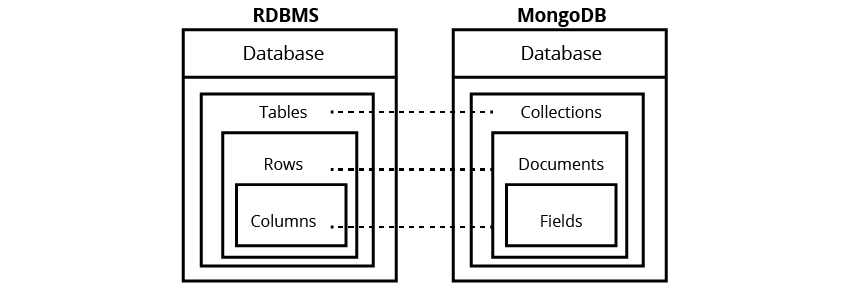 RDBMS
MongoDB
Database
Database
Tables
Collections
Rows
Documents
Columns
Fields